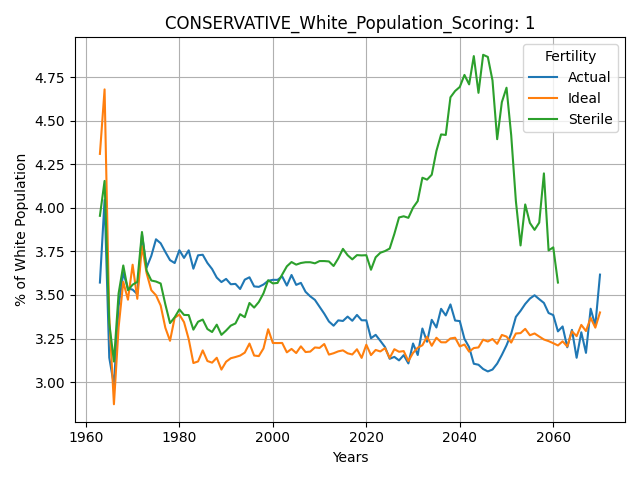 CONSERVATIVE_White_Population_Scoring: 1
Fertility
Actual
Ideal
Sterile
% of White Population
4.75
4.50
4.25
4.00
3.75
3.50
3.25
3.00
1960 1980 2000 2020 2040 2060
Years